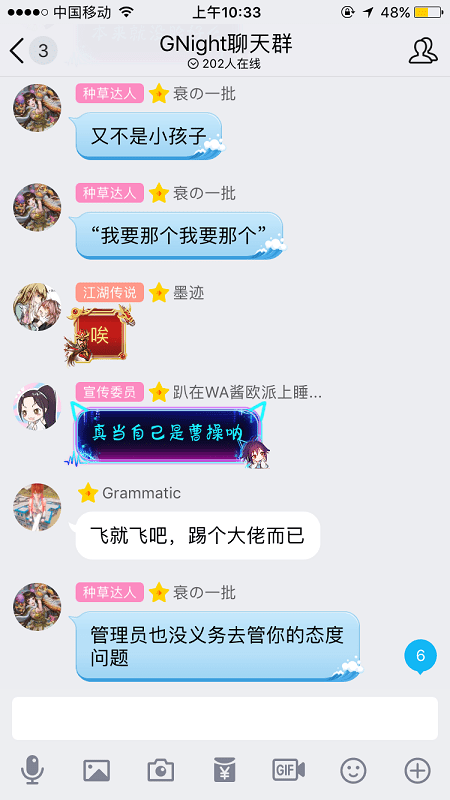 中国移动 上午10:33 48%
3 GNight聊天群
202人在线
种草达人 衰の一批
又不是小孩子
种草达人 衰の一批
“我要那个我要那个”
江湖传说 墨迹
唉
宣传委员 趴在WA酱欧派上睡...
真当自己是曹操呐
Grammatic
飞就飞吧，踢个大佬而已
种草达人 衰の一批
管理员也没义务去管你的态度
问题
6
GIF